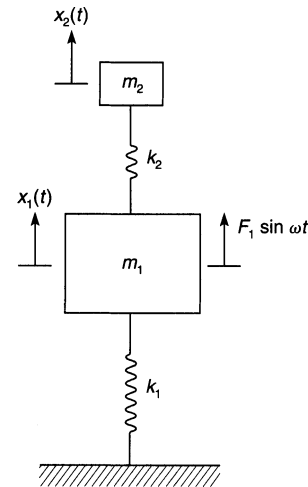 x₂(t)
m₂
k₂
x₁(t)
F₁ sin ωt
m₁
k₁